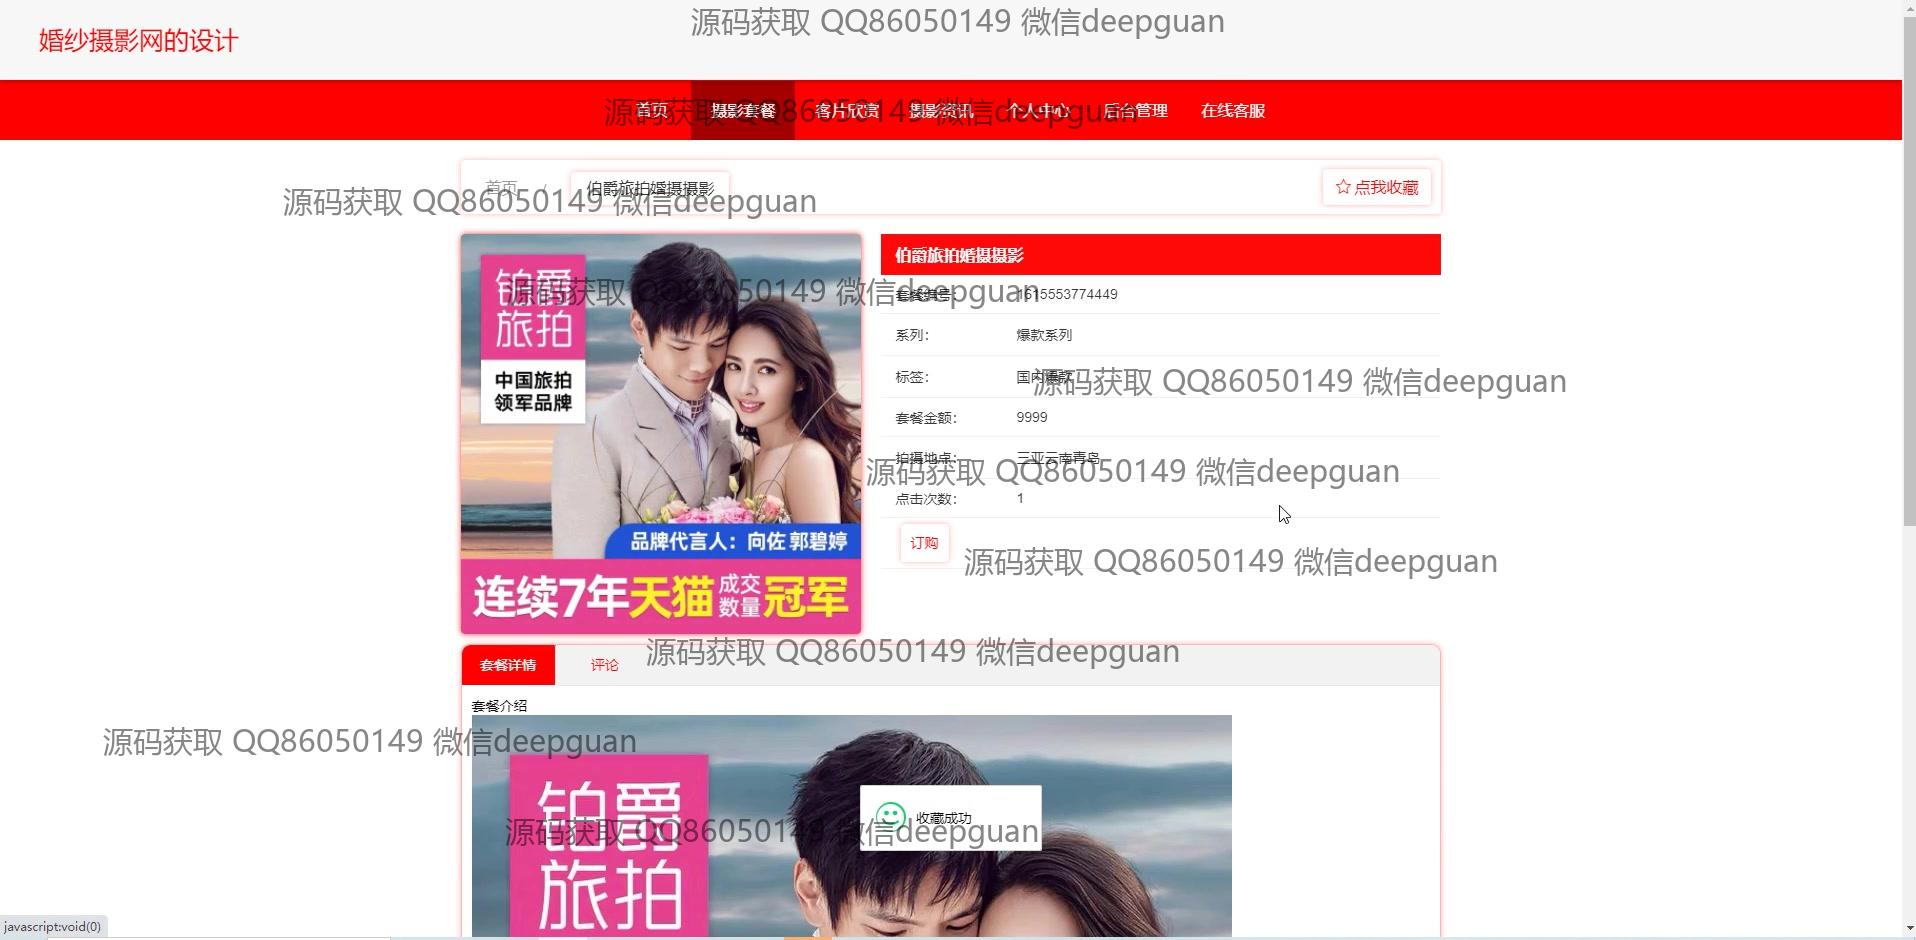 源码获取 QQ86050149 微信deepguan
婚纱摄影网的设计
首页 摄影套餐 客片欣赏 摄影资讯 个人中心 后台管理 在线客服
源码获取 QQ86050149 微信deepguan
首页 / 伯爵旅拍婚摄摄影 ☆ 点我收藏
源码获取 QQ86050149 微信deepguan
铂爵
旅拍
中国旅拍
领军品牌
品牌代言人：向佐 郭碧婷
连续7年天猫成交数量冠军
伯爵旅拍婚摄摄影
套餐编号： 1615553774449
源码获取 QQ86050149 微信deepguan
系列： 爆款系列
标签： 国内爆款
源码获取 QQ86050149 微信deepguan
套餐金额： 9999
拍摄地点： 三亚云南青岛
源码获取 QQ86050149 微信deepguan
点击次数： 1
订购
源码获取 QQ86050149 微信deepguan
套餐详情 评论
源码获取 QQ86050149 微信deepguan
套餐介绍
源码获取 QQ86050149 微信deepguan
铂爵
旅拍
收藏成功
源码获取 QQ86050149 微信deepguan
javascript:void(0)